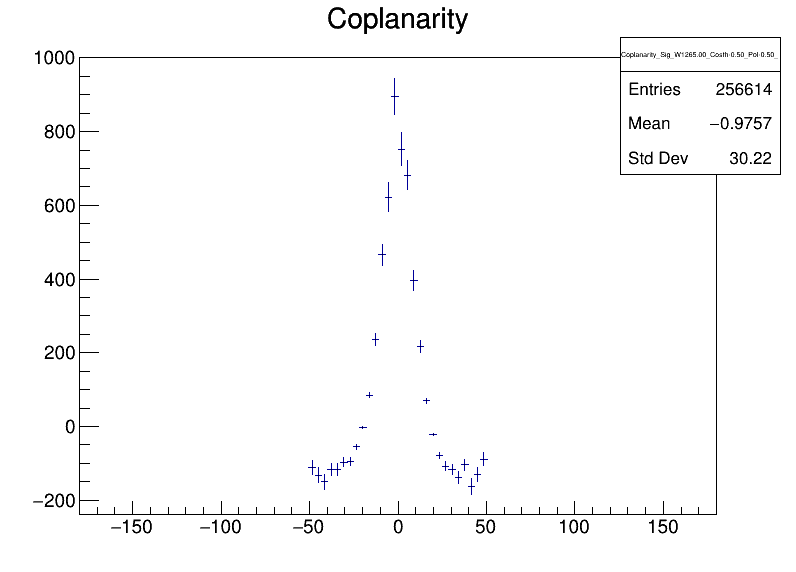 Coplanarity
Coplanarity_Sig_W1265.00_Costh-0.50_Pol-0.50_
Entries 256614
Mean −0.9757
Std Dev 30.22
1000
800
600
400
200
0
−200
−150 −100 −50 0 50 100 150